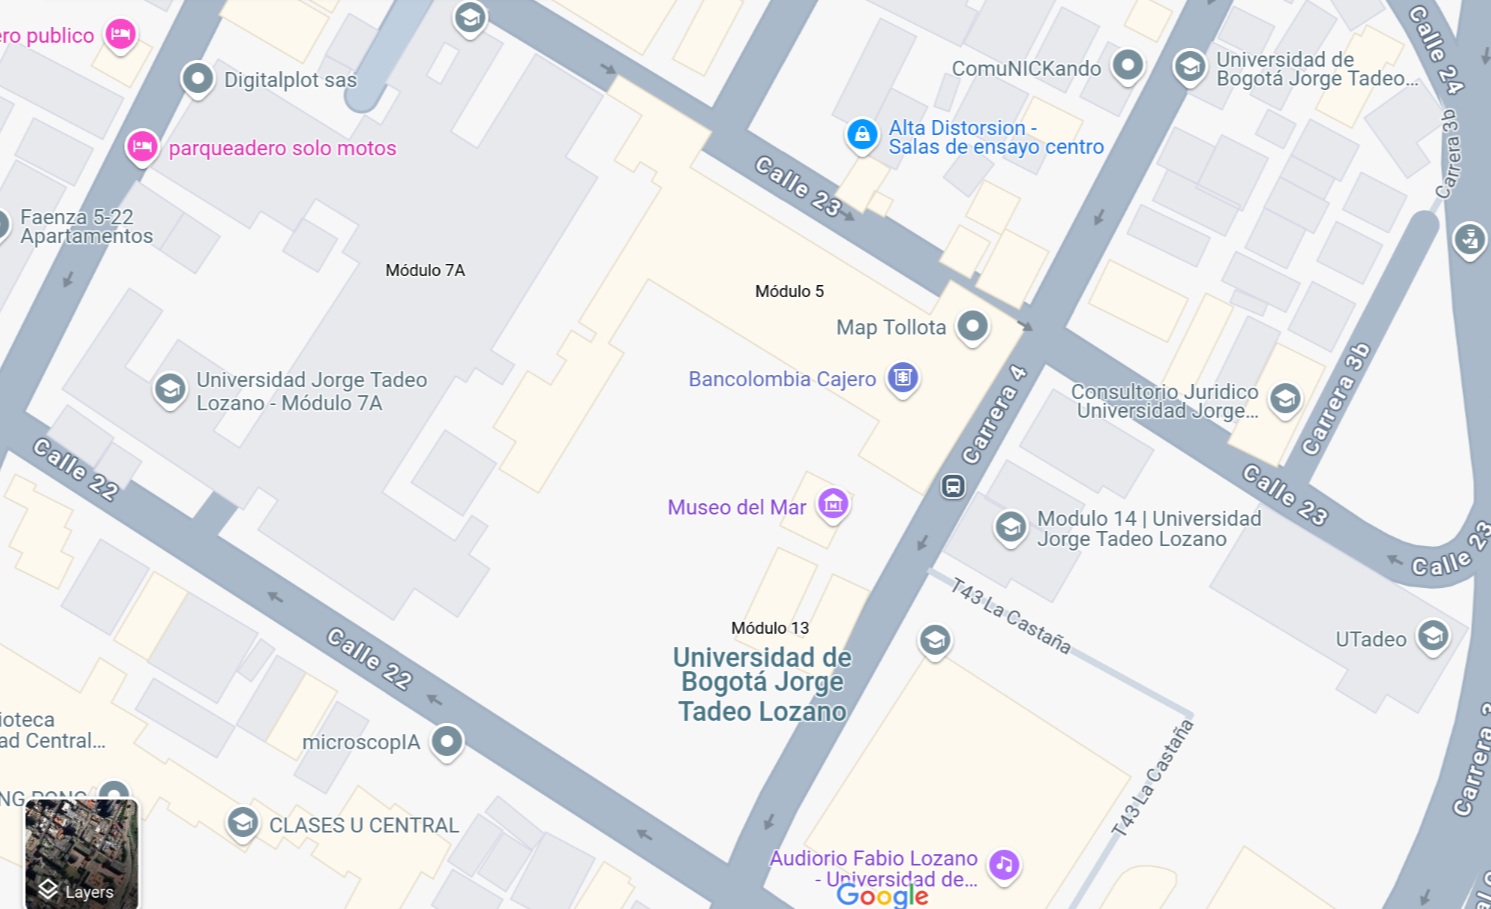 ero publico
Digitalplot sas
parqueadero solo motos
Faenza 5-22
Apartamentos
Módulo 7A
Universidad Jorge Tadeo
Lozano - Módulo 7A
Calle 22
Calle 22
Calle 23
ComuNICKando
Universidad de
Bogotá Jorge Tadeo...
Calle 24
Carrera 3b
Alta Distorsion -
Salas de ensayo centro
Módulo 5
Map Tollota
Bancolombia Cajero
Carrera 4
Consultorio Juridico
Universidad Jorge...
Carrera 3b
Calle 23
Calle 23
Museo del Mar
Modulo 14 | Universidad
Jorge Tadeo Lozano
T43 La Castaña
UTadeo
Módulo 13
Universidad de
Bogotá Jorge
Tadeo Lozano
T43 La Castaña
Carrera 3
ioteca
ad Central...
microscopIA
NG PONG
CLASES U CENTRAL
Audiorio Fabio Lozano
- Universidad de...
Layers
Google